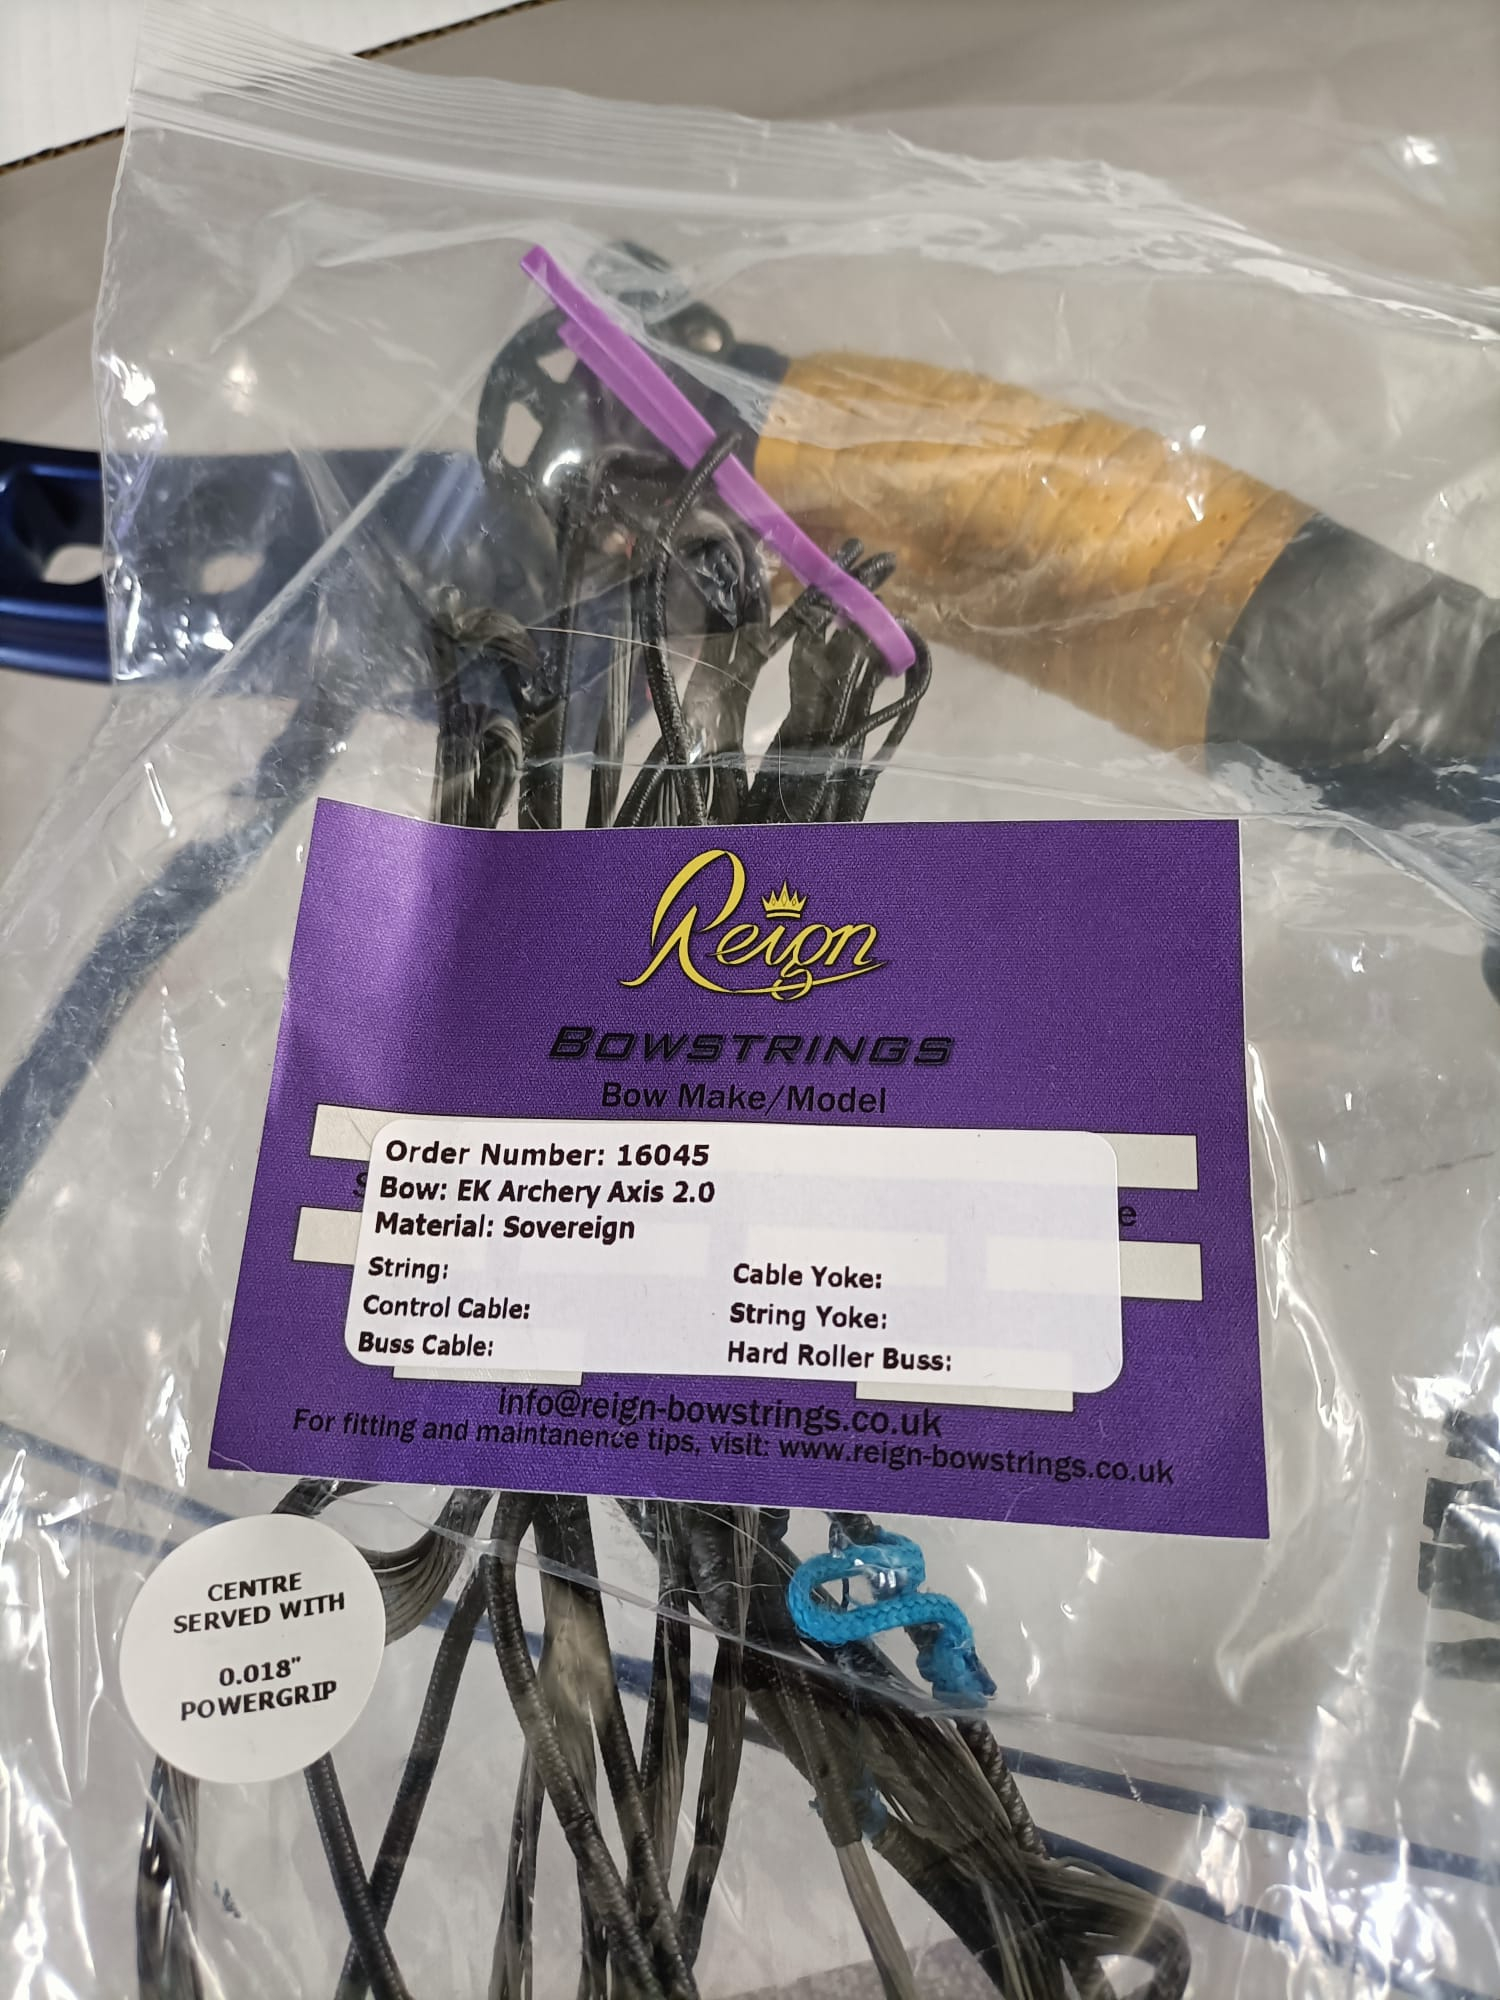 Reign
BOWSTRINGS
Bow Make/Model
Order Number: 16045
Bow: EK Archery Axis 2.0
Material: Sovereign
String:
Cable Yoke:
Control Cable:
String Yoke:
Buss Cable:
Hard Roller Buss:
info@reign-bowstrings.co.uk
For fitting and maintanence tips, visit: www.reign-bowstrings.co.uk
CENTRE
SERVED WITH
0.018"
POWERGRIP